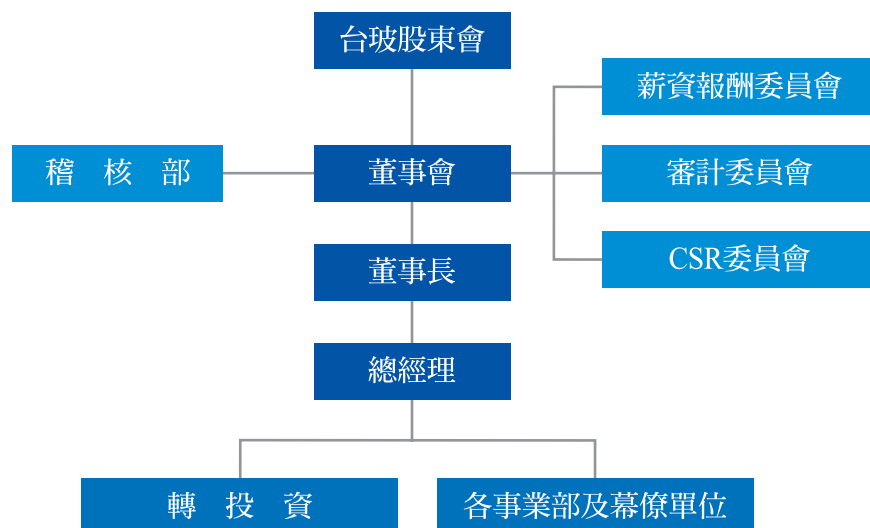 台玻股東會
薪資報酬委員會
稽　核　部
董事會
審計委員會
CSR委員會
董事長
總經理
轉　投　資
各事業部及幕僚單位